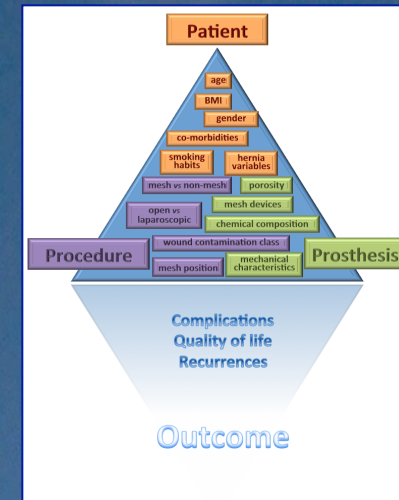 Patient
age
BMI
gender
co-morbidities
smoking
habits
hernia
variables
mesh vs non-mesh
porosity
mesh devices
open vs
laparoscopic
chemical composition
wound contamination class
Procedure
Prosthesis
mesh position
mechanical
characteristics
Complications
Quality of life
Recurrences
Outcome